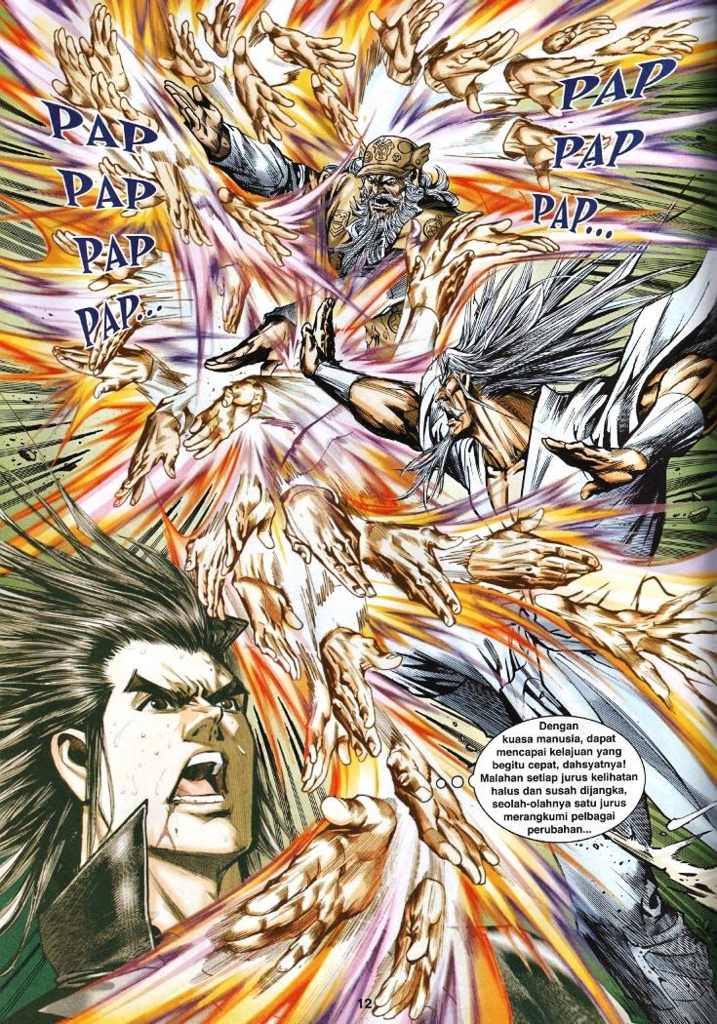 PAP
PAP
PAP
PAP...
PAP
PAP
PAP...
Dengan
kuasa manusia, dapat
mencapai kelajuan yang
begitu cepat, dahsyatnya!
Malahan setiap jurus kelihatan
halus dan susah dijangka,
seolah-olahnya satu jurus
merangkumi pelbagai
perubahan...
12